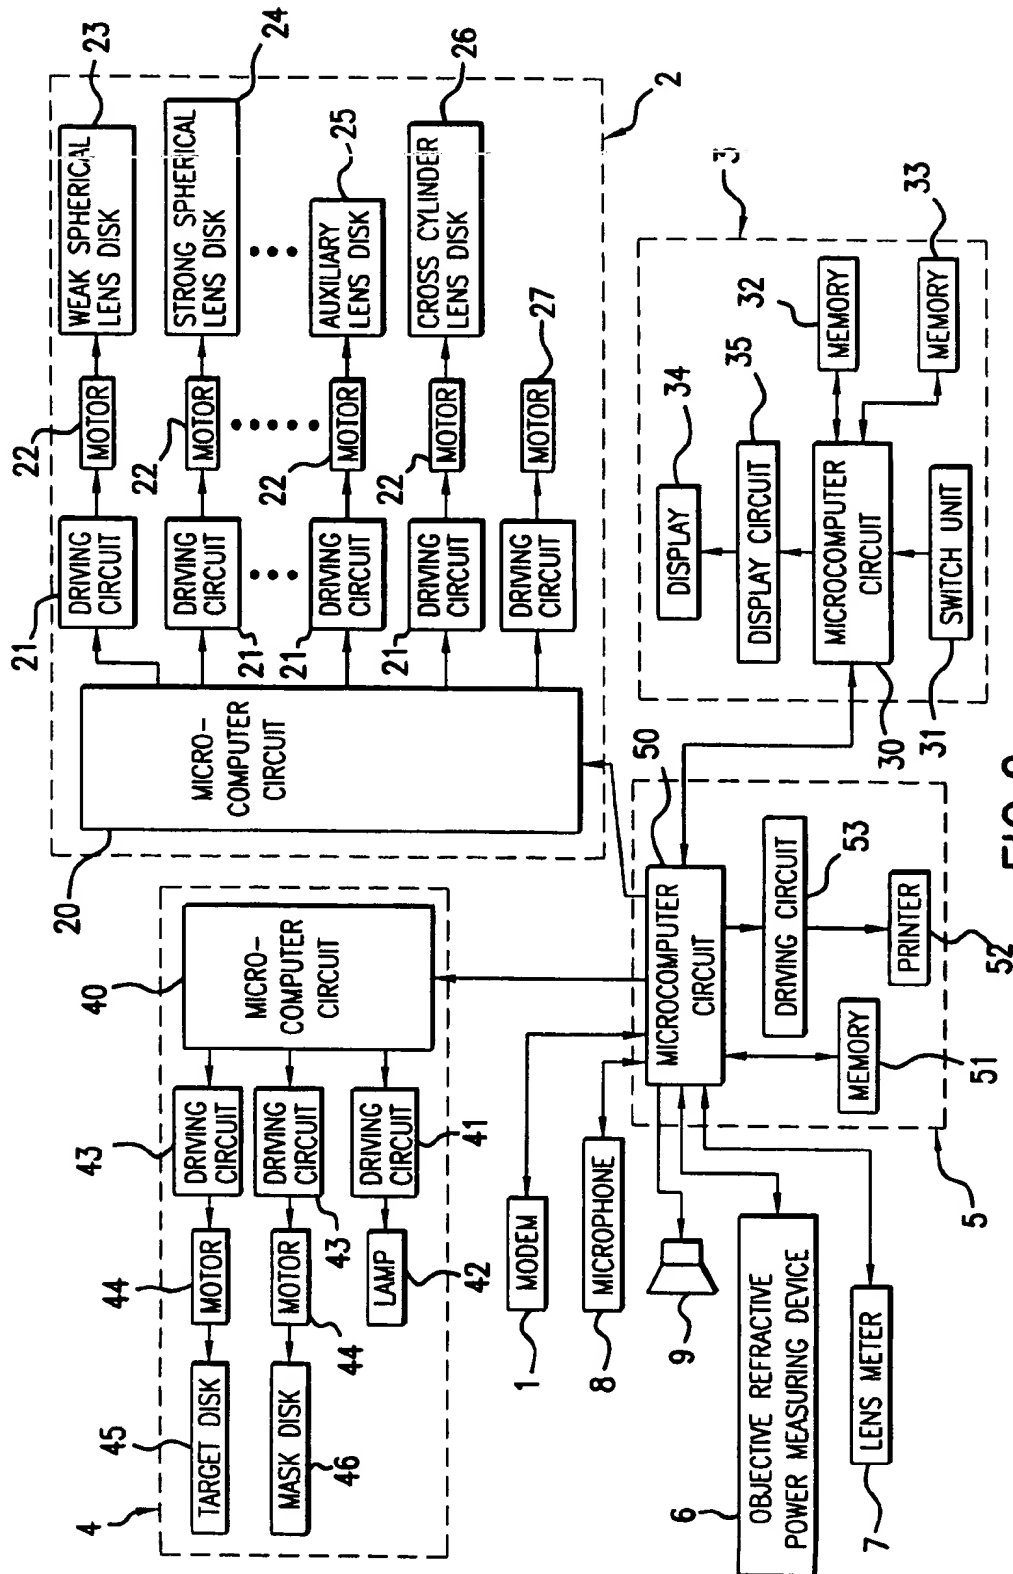 23
WEAK SPHERICAL
LENS DISK
24
STRONG SPHERICAL
LENS DISK
AUXILIARY
LENS DISK
25
CROSS CYLINDER
LENS DISK
26
2
22
MOTOR
22
MOTOR
22
MOTOR
22
MOTOR
MOTOR
27
21
DRIVING
CIRCUIT
DRIVING
CIRCUIT
21
DRIVING
CIRCUIT
21
DRIVING
CIRCUIT
21
DRIVING
CIRCUIT
MICRO-
COMPUTER
CIRCUIT
20
3
34
DISPLAY
35
DISPLAY CIRCUIT
32
MEMORY
33
MEMORY
MICROCOMPUTER
CIRCUIT
30
SWITCH UNIT
31
40
MICRO-
COMPUTER
CIRCUIT
43
DRIVING
CIRCUIT
DRIVING
CIRCUIT
43
DRIVING
CIRCUIT
41
44
MOTOR
MOTOR
44
LAMP
42
45
TARGET DISK
MASK DISK
46
4
50
MICROCOMPUTER
CIRCUIT
DRIVING CIRCUIT
53
PRINTER
52
MEMORY
51
5
MODEM
1
MICROPHONE
8
9
OBJECTIVE REFRACTIVE
POWER MEASURING DEVICE
6
LENS METER
7